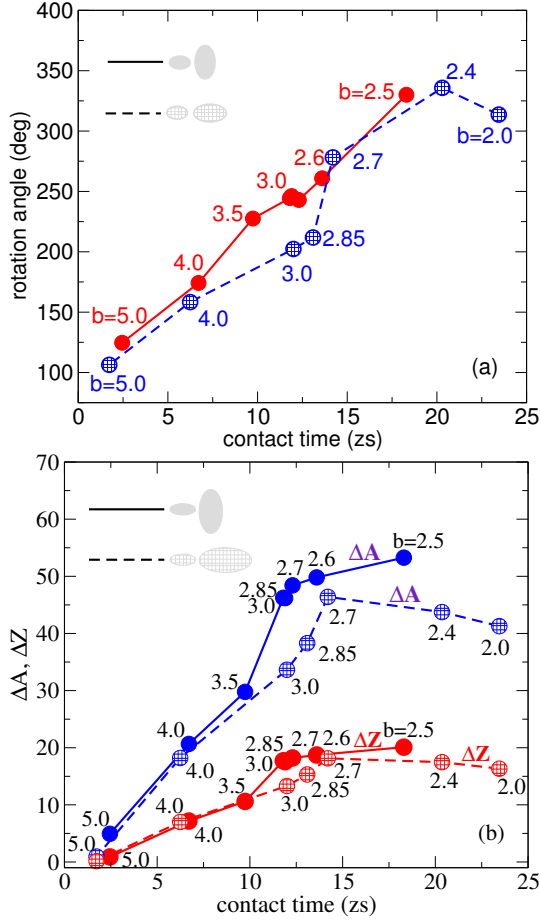 400
350
300
250
200
150
100
rotation angle (deg)
2.4
b=2.5
b=2.0
2.6
2.7
3.0
3.5
2.85
3.0
4.0
b=5.0
4.0
b=5.0
(a)
0 5 10 15 20 25
contact time (zs)
70
60
50
40
30
20
10
0
ΔA, ΔZ
ΔA
b=2.5
2.6
2.7
2.85
3.0
ΔA
2.7
2.4
2.0
2.85
3.5
3.0
4.0
4.0
2.85
3.0
2.6
ΔZ
b=2.5
ΔZ
2.7
2.4
2.0
2.85
3.0
3.5
4.0
4.0
5.0
5.0
5.0
(b)
0 5 10 15 20 25
contact time (zs)